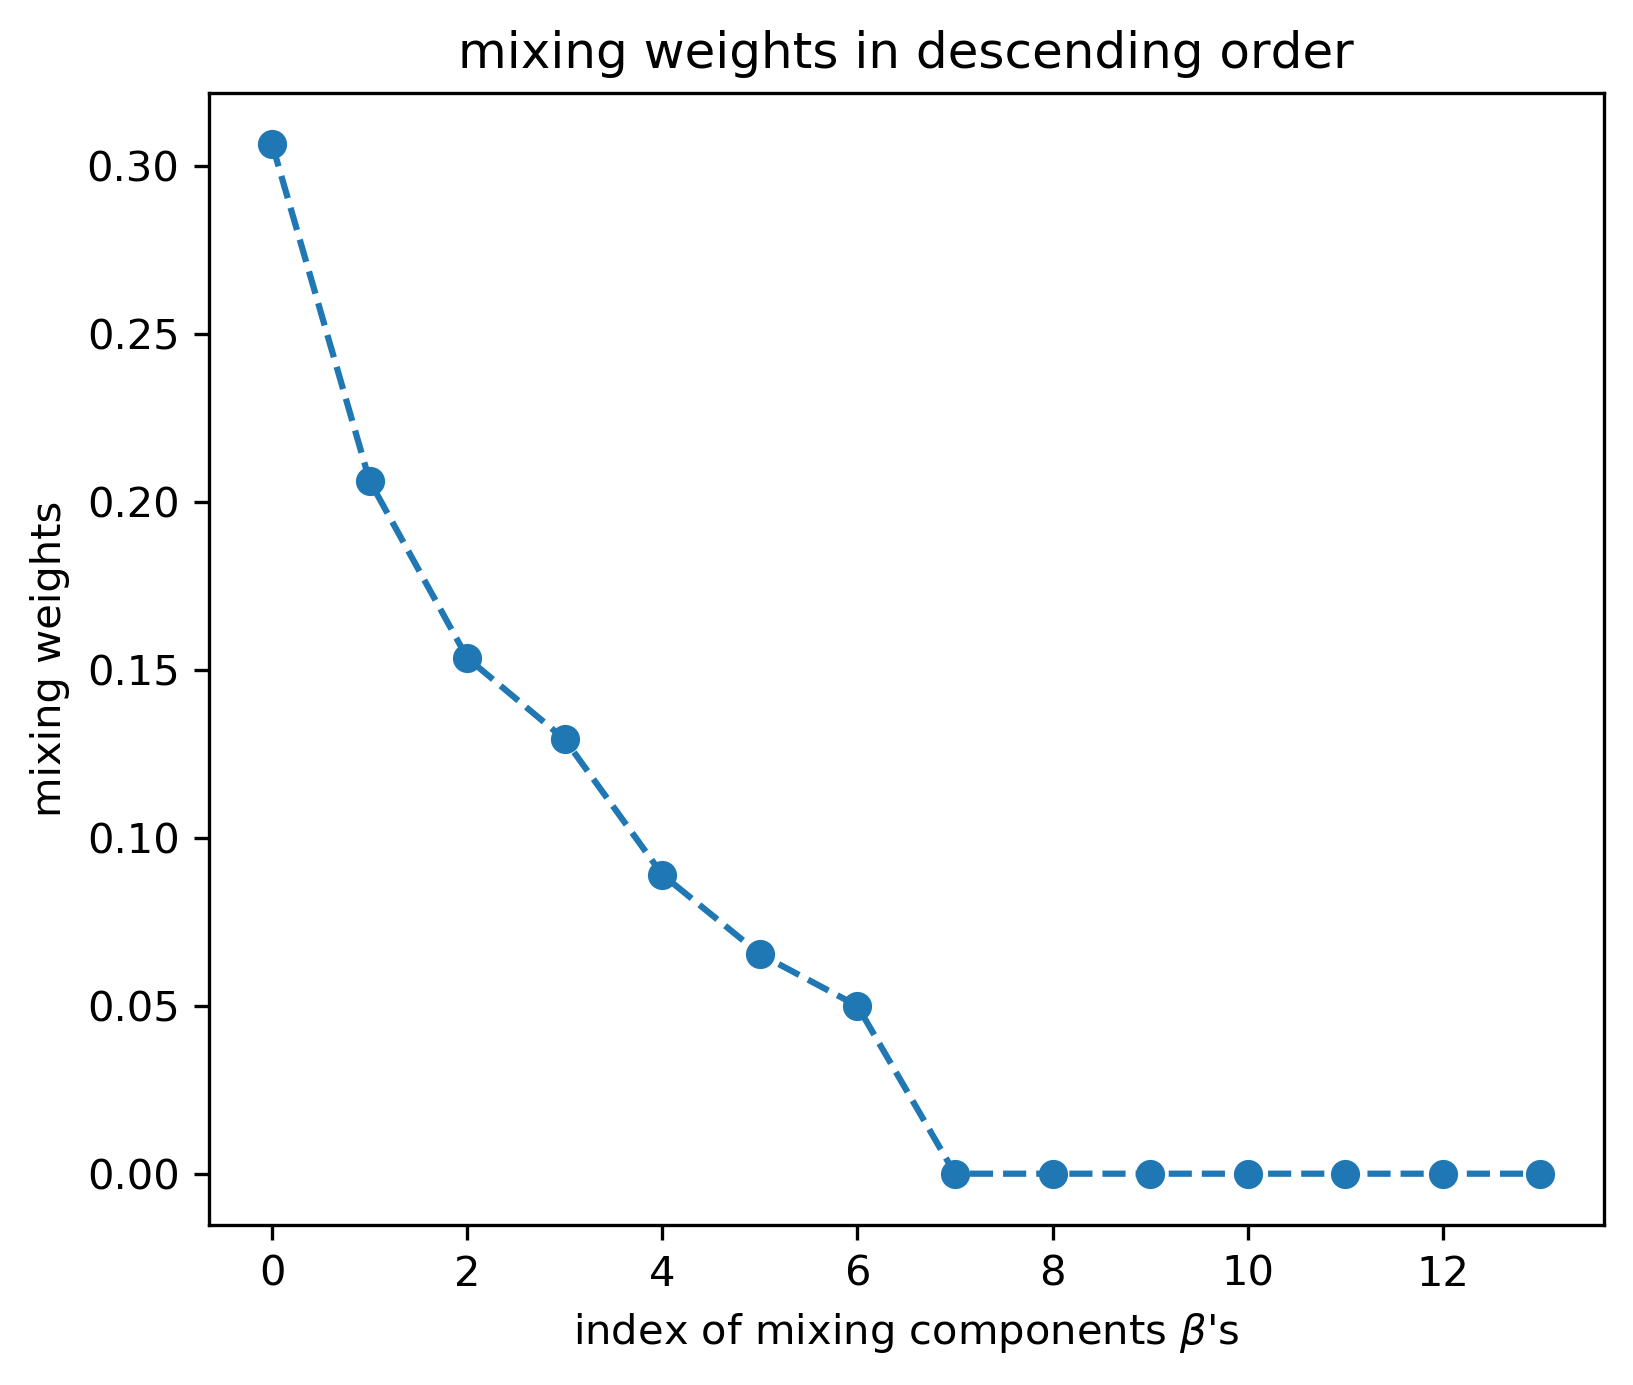 mixing weights in descending order
0.30
0.25
0.20
0.15
0.10
0.05
0.00
mixing weights
0 2 4 6 8 10 12
index of mixing components β's